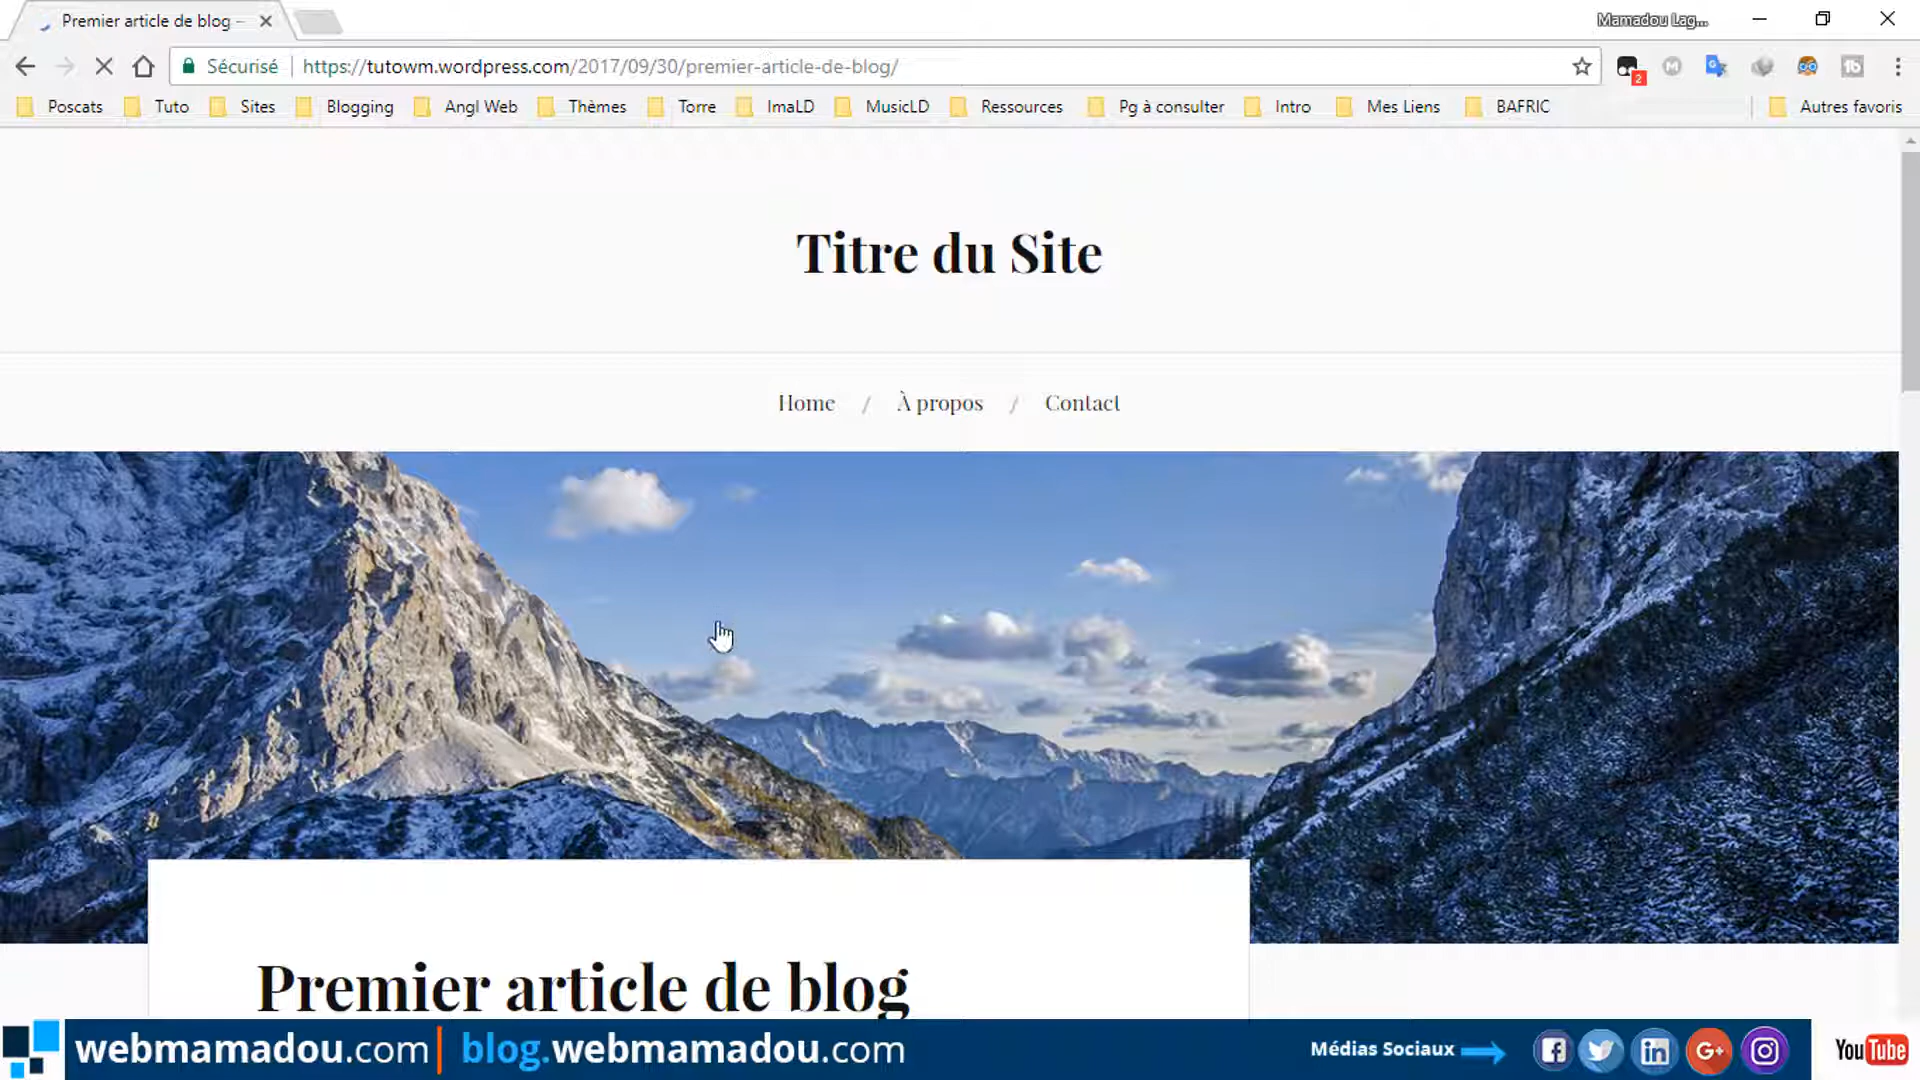 Premier article de blog –
Mamadou Lag...
Sécurisé
https://tutowm.wordpress.com/2017/09/30/premier-article-de-blog/
2
Poscats Tuto Sites Blogging Angl Web Thèmes Torre ImaLD MusicLD Ressources Pg à consulter Intro Mes Liens BAFRIC Autres favoris
Titre du Site
Home / À propos / Contact
Premier article de blog
webmamadou.com | blog.webmamadou.com
Médias Sociaux
YouTube